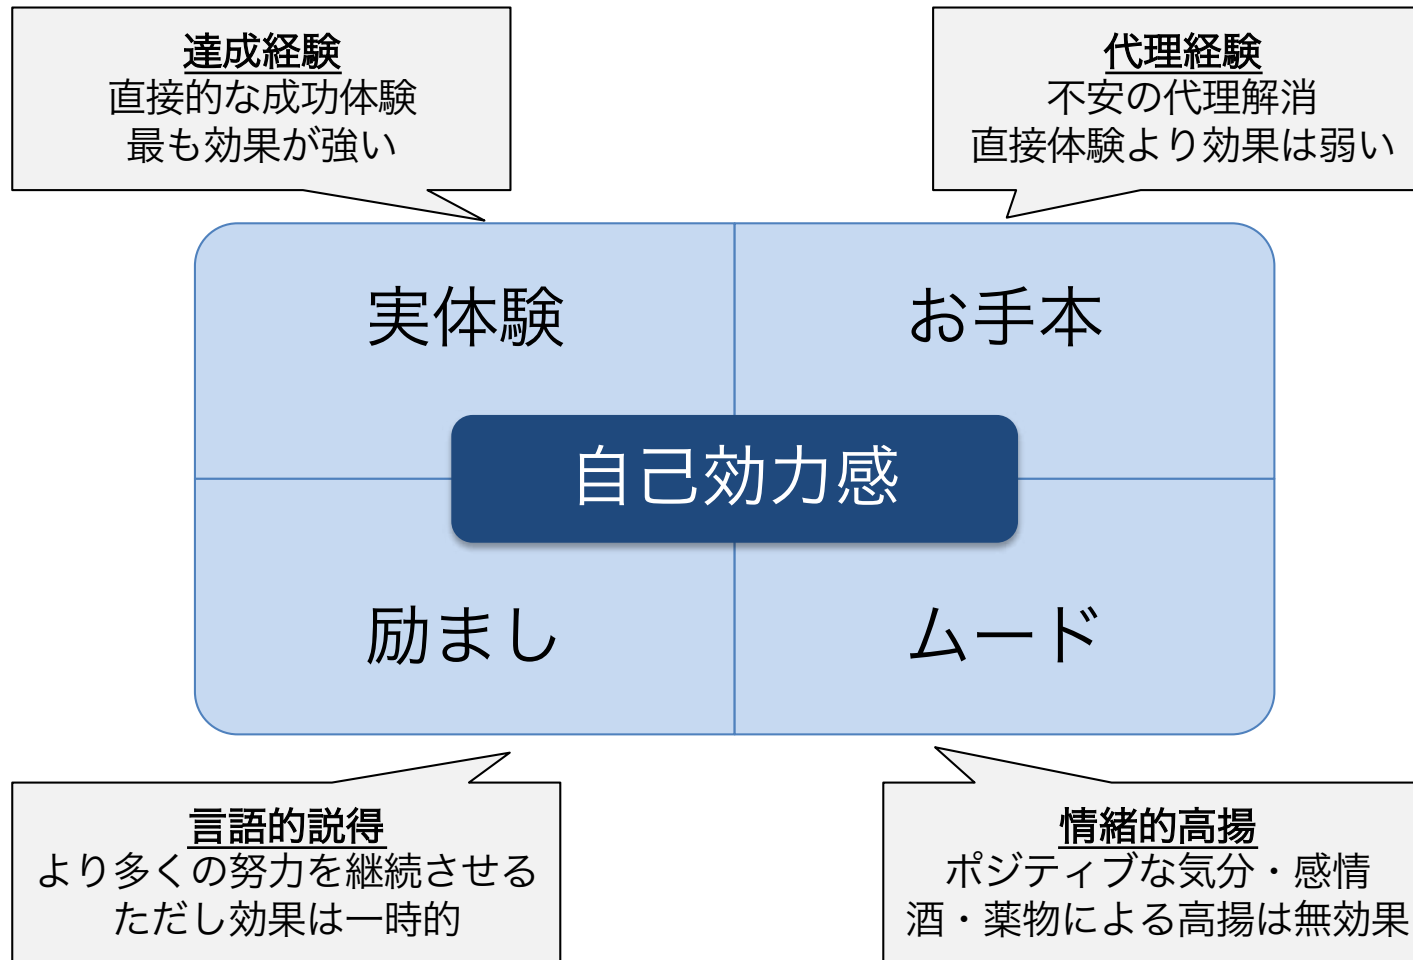 達成経験
直接的な成功体験
最も効果が強い
代理経験
不安の代理解消
直接体験より効果は弱い
実体験
お手本
自己効力感
励まし
ムード
言語的説得
より多くの努力を継続させる
ただし効果は一時的
情緒的高揚
ポジティブな気分・感情
酒・薬物による高揚は無効果